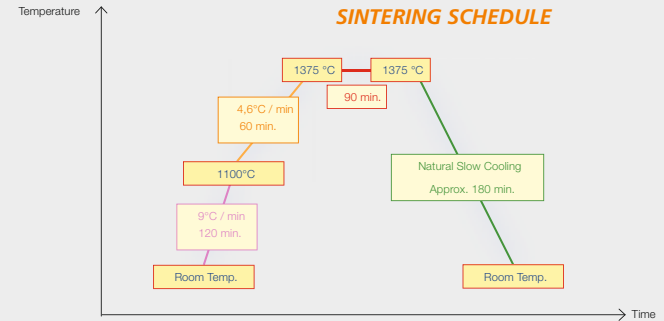 Temperature
SINTERING SCHEDULE
1375 °C
1375 °C
90 min.
4,6°C / min
60 min.
1100°C
Natural Slow Cooling
Approx. 180 min.
9°C / min
120 min.
Room Temp.
Room Temp.
Time